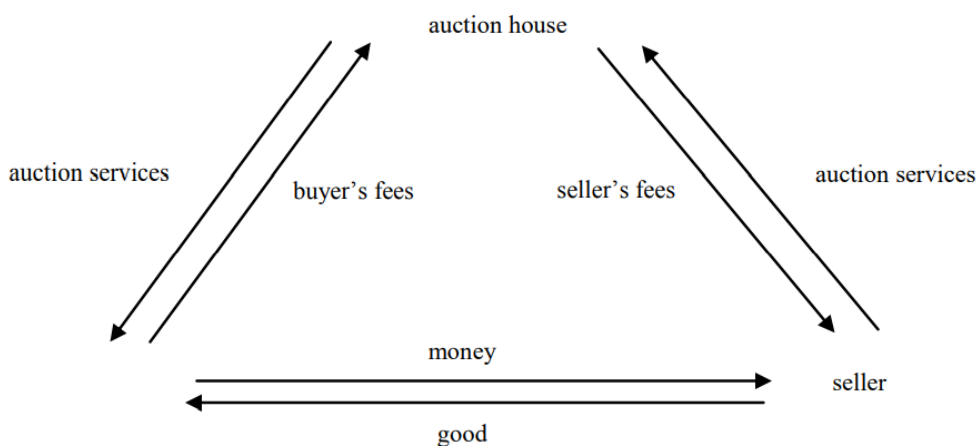 auction house
auction services
buyer’s fees
seller’s fees
auction services
money
seller
good